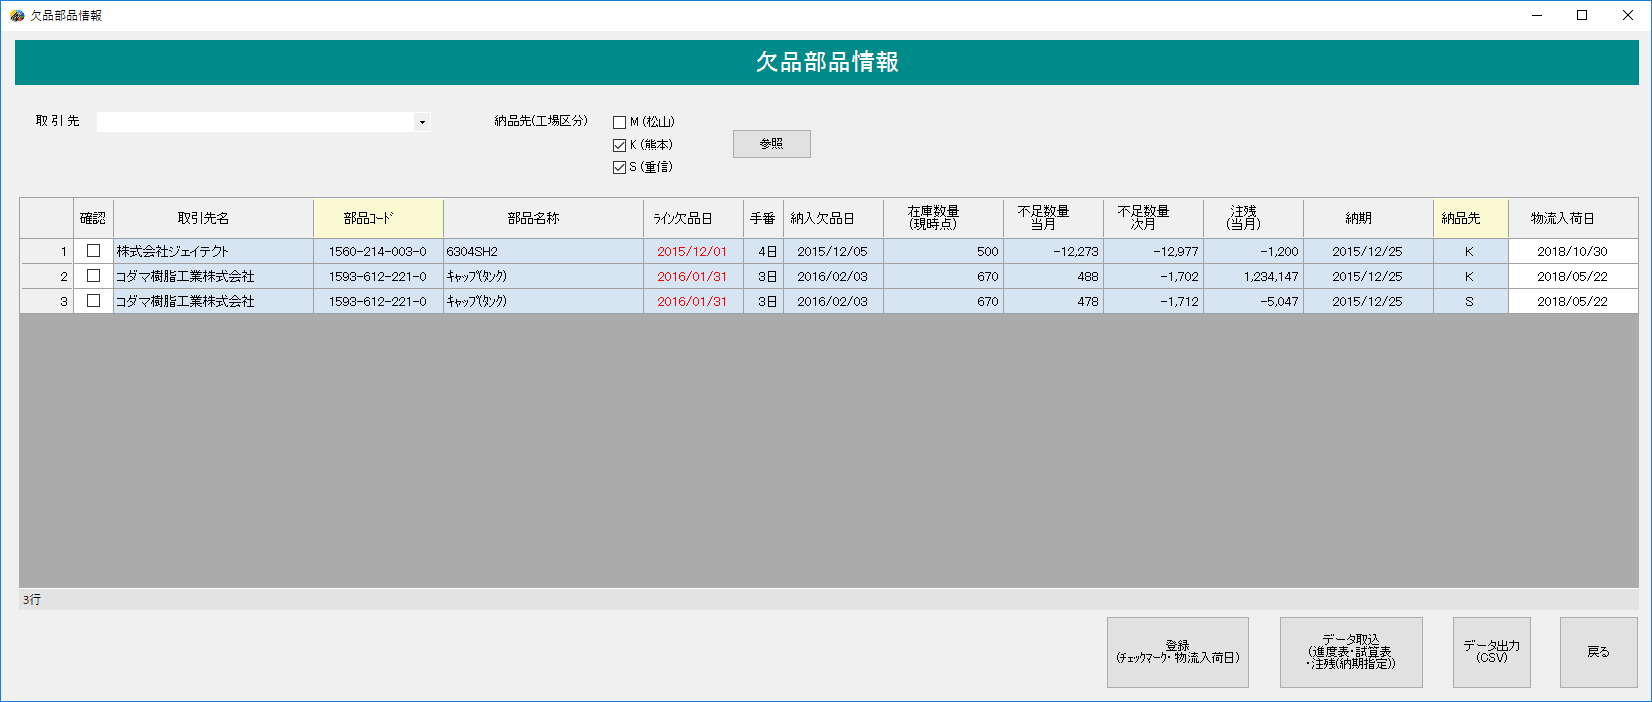 欠品部品情報
欠品部品情報
取引先
納品先(工場区分)
M (松山)
K (熊本)
S (重信)
参照
確認 取引先名 部品ｺｰﾄﾞ 部品名称 ﾗｲﾝ欠品日 手番 納入欠品日 在庫数量 不足数量 不足数量 注残 納期 納品先 物流入荷日
(現時点) 当月 次月 (当月)
1 株式会社ジェイテクト 1560-214-003-0 6304SH2 2015/12/01 4日 2015/12/05 500 -12,273 -12,977 -1,200 2015/12/25 K 2018/10/30
2 コダマ樹脂工業株式会社 1593-612-221-0 ｷｬｯﾌﾟ(ﾀﾝｸ) 2016/01/31 3日 2016/02/03 670 488 -1,702 1,234,147 2015/12/25 K 2018/05/22
3 コダマ樹脂工業株式会社 1593-612-221-0 ｷｬｯﾌﾟ(ﾀﾝｸ) 2016/01/31 3日 2016/02/03 670 478 -1,712 -5,047 2015/12/25 S 2018/05/22
3行
登録
(ﾁｪｯｸﾏｰｸ・物流入荷日)
データ取込
(進度表・試算表
・注残(納期指定))
データ出力
(CSV)
戻る